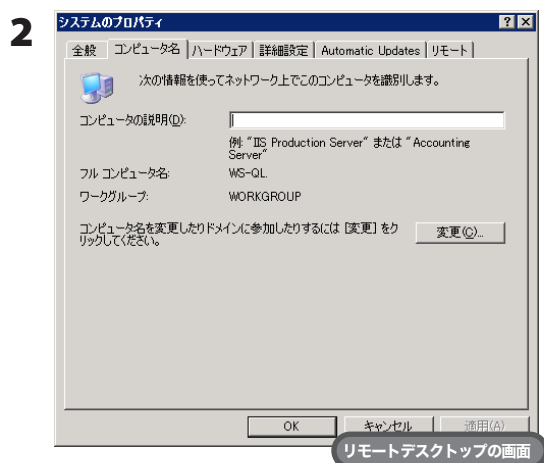 2
システムのプロパティ
全般 コンピュータ名 ハードウェア 詳細設定 Automatic Updates リモート
次の情報を使ってネットワーク上でこのコンピュータを識別します。
コンピュータの説明(D):
例: "IIS Production Server" または "Accounting
Server"
フル コンピュータ名: WS-QL.
ワークグループ: WORKGROUP
コンピュータ名を変更したりドメインに参加したりするには [変更] をク
リックしてください。
変更(C)...
OK キャンセル 適用(A)
リモートデスクトップの画面